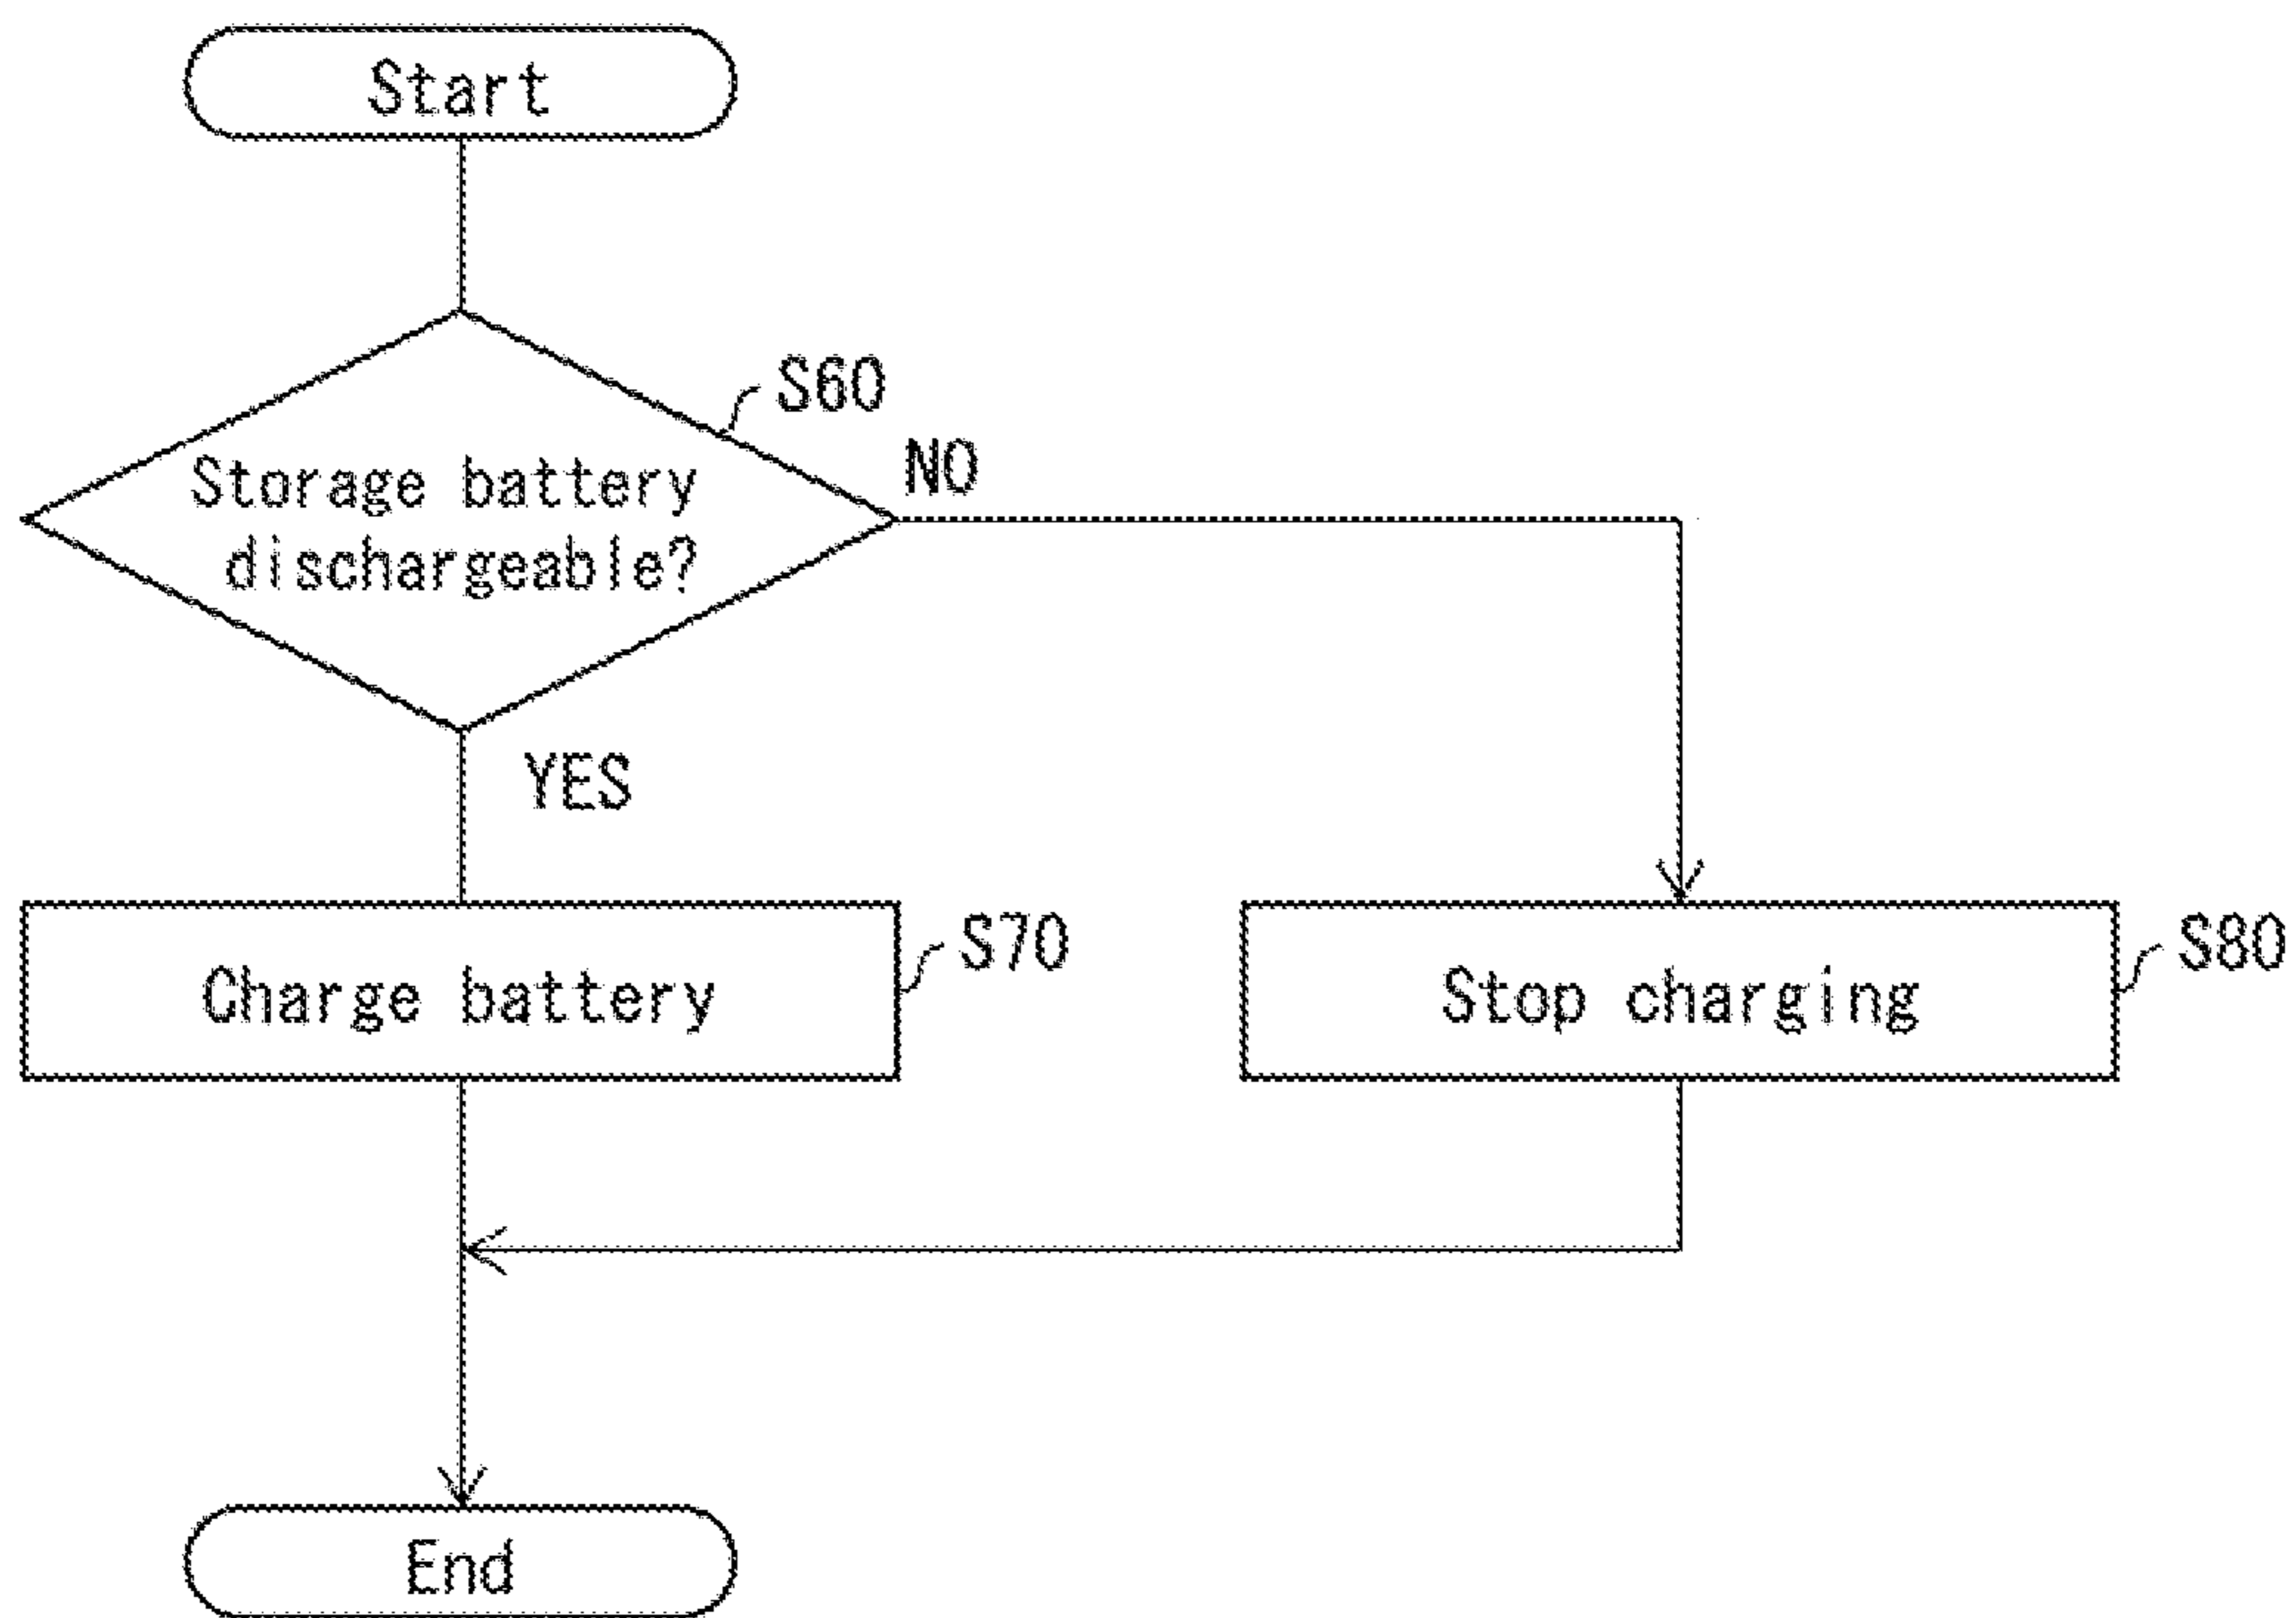 Start
S60
Storage battery
dischargeable?
NO
YES
Charge battery
S70
Stop charging
S80
End